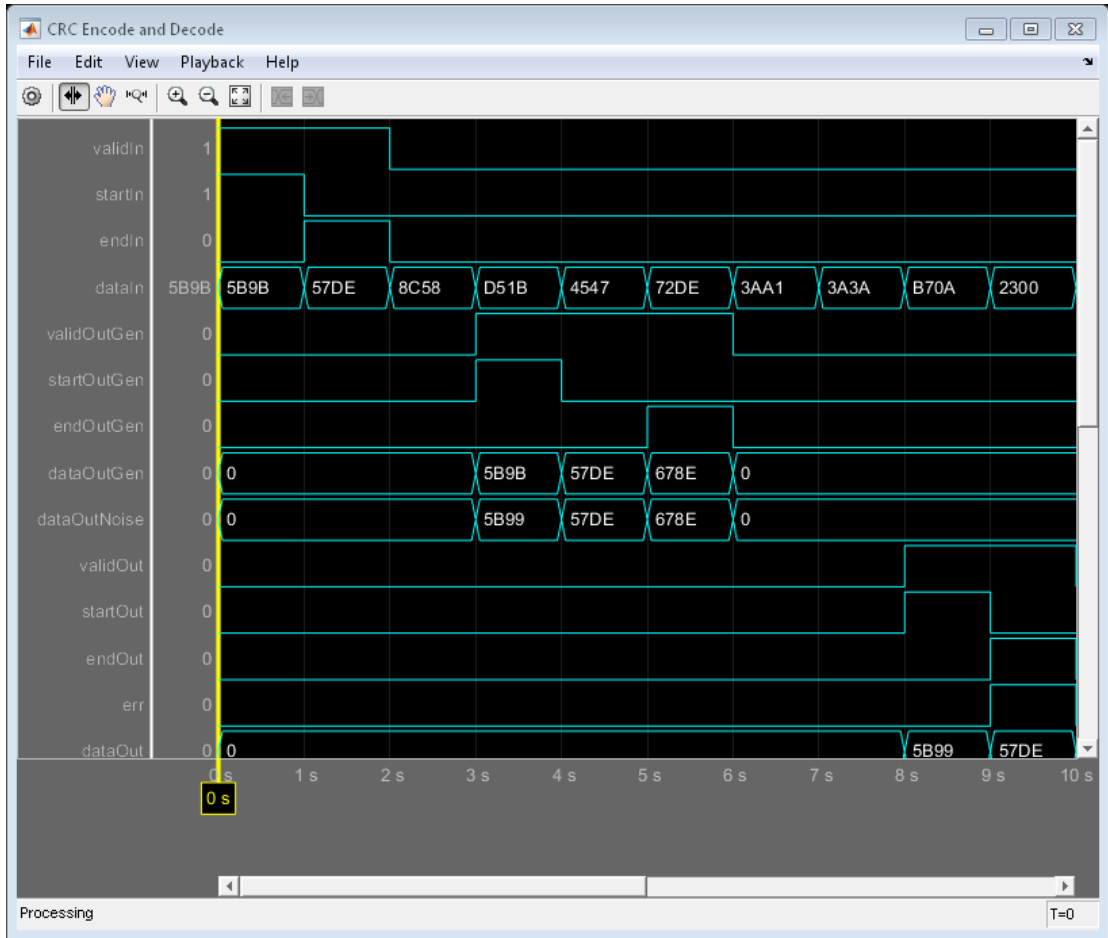 CRC Encode and Decode
File Edit View Playback Help
validIn 1
startIn 1
endIn 0
dataIn 5B9B 5B9B 57DE 8C58 D51B 4547 72DE 3AA1 3A3A B70A 2300
validOutGen 0
startOutGen 0
endOutGen 0
dataOutGen 0 0 5B9B 57DE 678E 0
dataOutNoise 0 0 5B99 57DE 678E 0
validOut 0
startOut 0
endOut 0
err 0
dataOut 0 0 5B99 57DE
0 s 1 s 2 s 3 s 4 s 5 s 6 s 7 s 8 s 9 s 10 s
0 s
Processing T=0